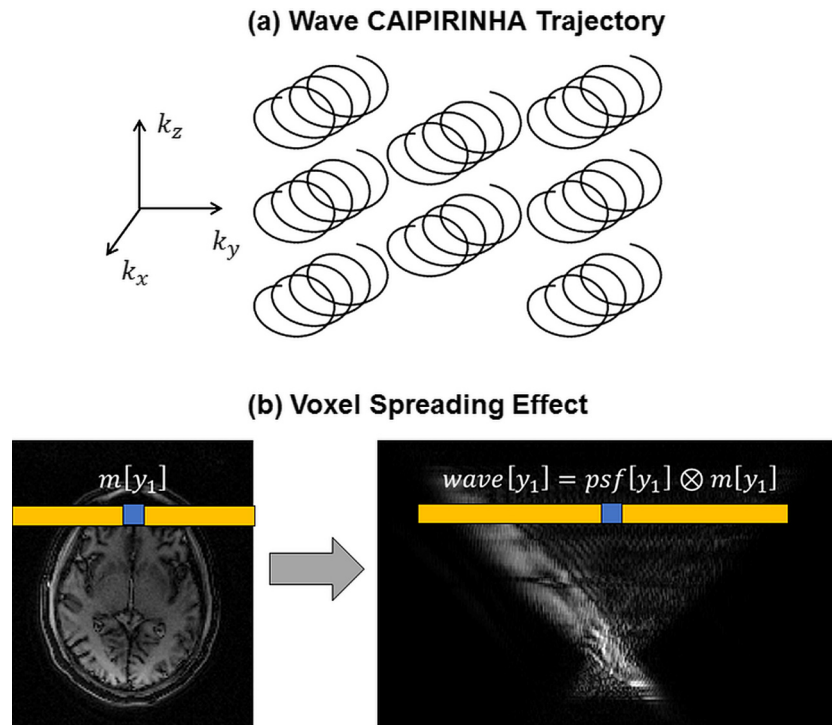 (a) Wave CAIPIRINHA Trajectory
k_z
k_y
k_x
(b) Voxel Spreading Effect
m[y_1]
wave[y_1] = psf[y_1] ⊗ m[y_1]